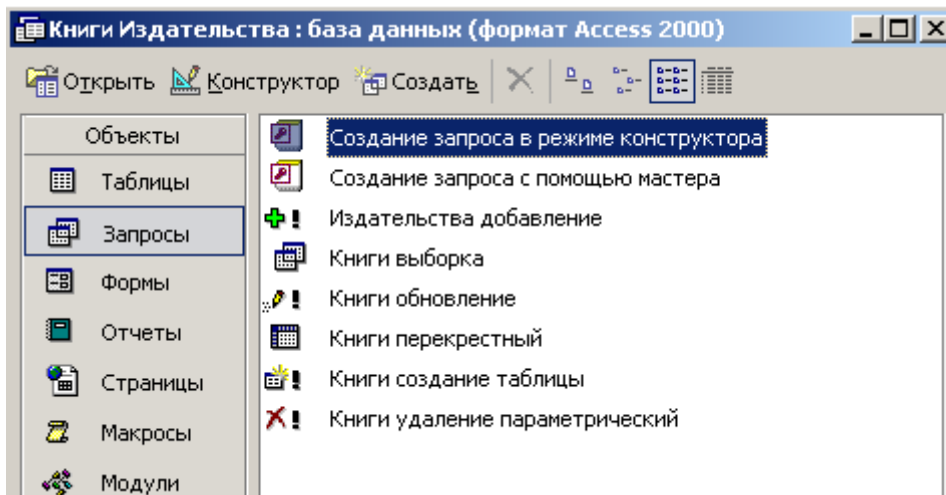 Книги Издательства : база данных (формат Access 2000)
Открыть Конструктор Создать
Объекты
Таблицы
Запросы
Формы
Отчеты
Страницы
Макросы
Модули
Создание запроса в режиме конструктора
Создание запроса с помощью мастера
Издательства добавление
Книги выборка
Книги обновление
Книги перекрестный
Книги создание таблицы
Книги удаление параметрический